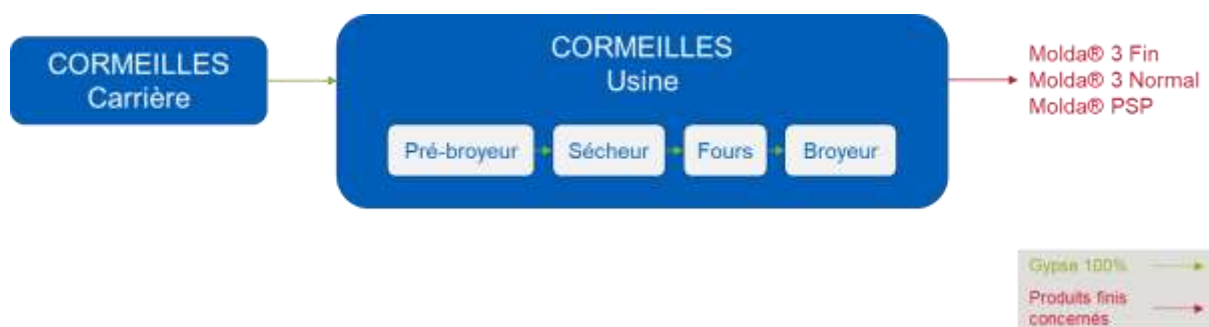 CORMEILLES
Carrière
CORMEILLES
Usine
Pré-broyeur
Sécheur
Fours
Broyeur
Molda® 3 Fin
Molda® 3 Normal
Molda® PSP
Gypse 100%
Produits finis
concernés